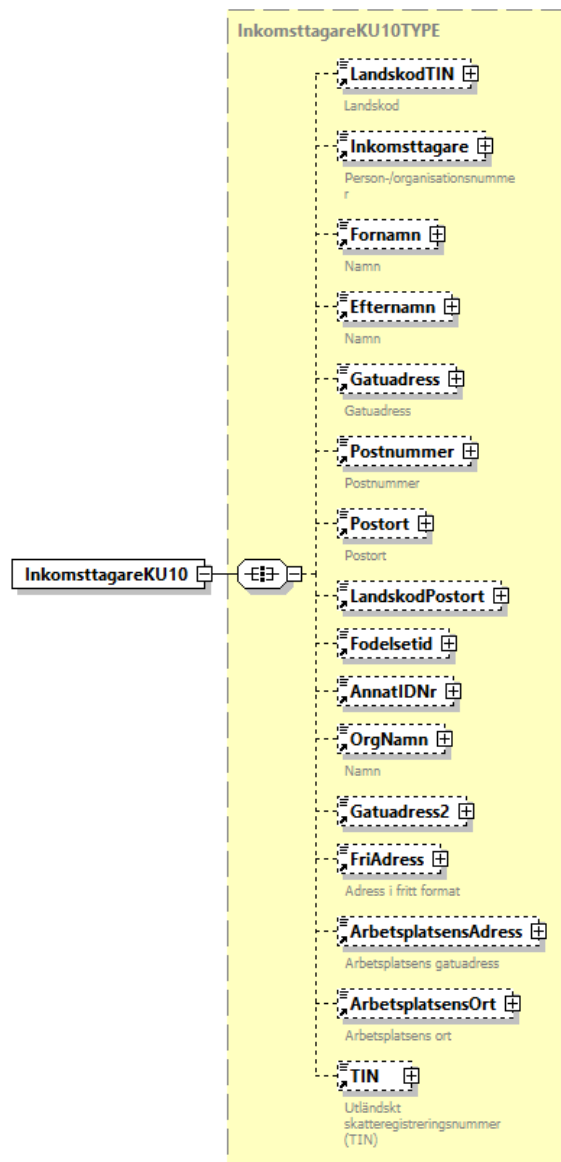 InkomsttagareKU10TYPE
LandskodTIN
Landskod
Inkomsttagare
Person-/organisationsnumme
r
Fornamn
Namn
Efternamn
Namn
Gatuadress
Gatuadress
Postnummer
Postnummer
Postort
Postort
InkomsttagareKU10
LandskodPostort
Fodelsetid
AnnatIDNr
OrgNamn
Namn
Gatuadress2
FriAdress
Adress i fritt format
ArbetsplatsensAdress
Arbetsplatsens gatuadress
ArbetsplatsensOrt
Arbetsplatsens ort
TIN
Utländskt
skatteregistreringsnummer
(TIN)